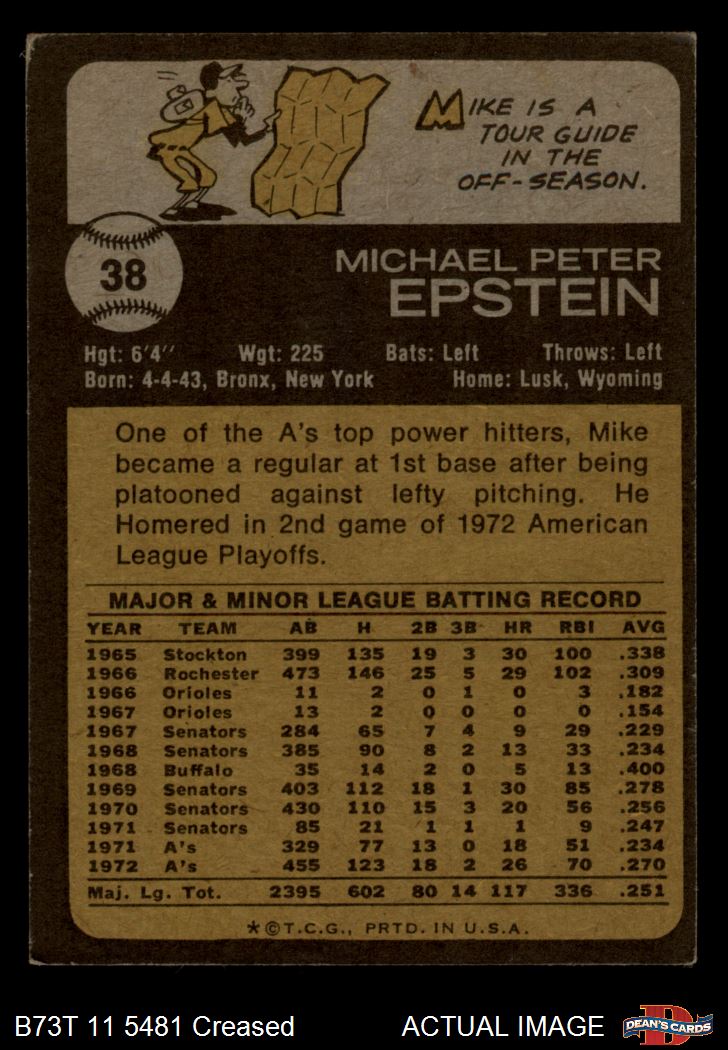 MIKE IS A
TOUR GUIDE
IN THE
OFF-SEASON.
38
MICHAEL PETER
EPSTEIN
Hgt: 6'4" Wgt: 225 Bats: Left Throws: Left
Born: 4-4-43, Bronx, New York Home: Lusk, Wyoming
One of the A's top power hitters, Mike
became a regular at 1st base after being
platooned against lefty pitching. He
Homered in 2nd game of 1972 American
League Playoffs.
MAJOR & MINOR LEAGUE BATTING RECORD
YEAR TEAM AB H 2B 3B HR RBI AVG
1965 Stockton 399 135 19 3 30 100 .338
1966 Rochester 473 146 25 5 29 102 .309
1966 Orioles 11 2 0 1 0 3 .182
1967 Orioles 13 2 0 0 0 0 .154
1967 Senators 284 65 7 4 9 29 .229
1968 Senators 385 90 8 2 13 33 .234
1968 Buffalo 35 14 2 0 5 13 .400
1969 Senators 403 112 18 1 30 85 .278
1970 Senators 430 110 15 3 20 56 .256
1971 Senators 85 21 1 1 1 9 .247
1971 A's 329 77 13 0 18 51 .234
1972 A's 455 123 18 2 26 70 .270
Maj. Lg. Tot. 2395 602 80 14 117 336 .251
*©T.C.G., PRTD. IN U.S.A.
B73T 11 5481 Creased ACTUAL IMAGE D DEAN'S CARDS